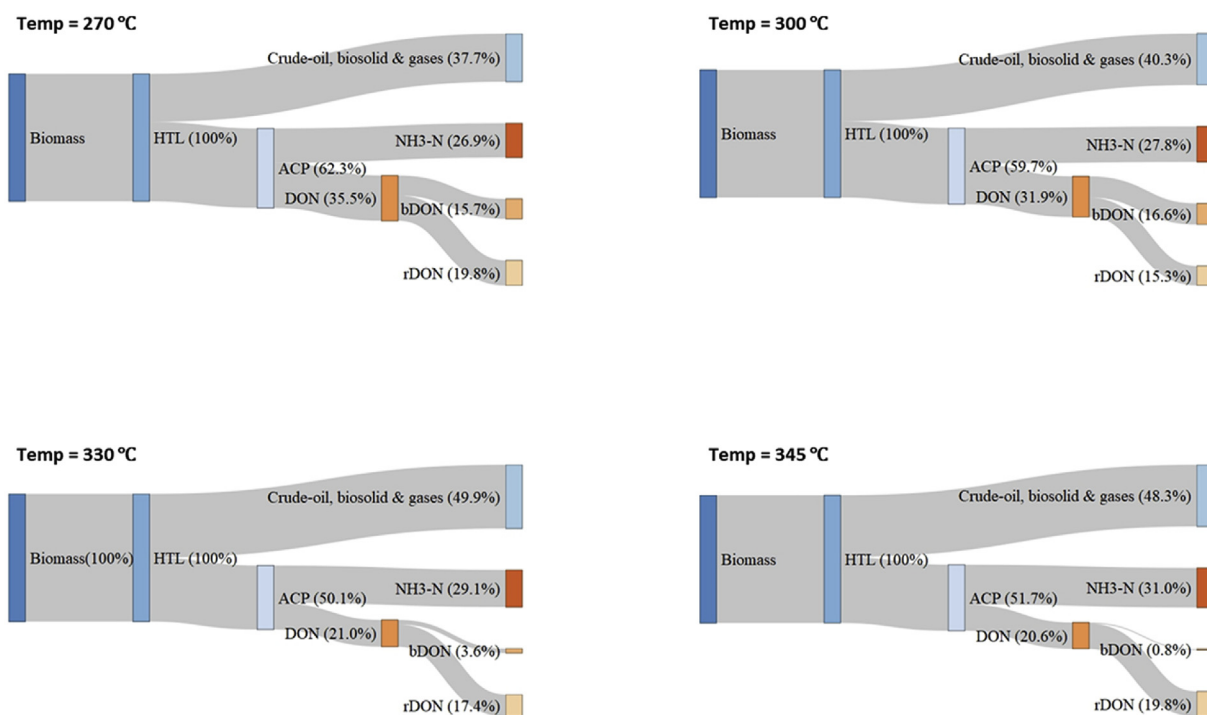 Temp = 270 ℃
Crude-oil, biosolid & gases (37.7%)
Biomass
HTL (100%)
NH3-N (26.9%)
ACP (62.3%)
DON (35.5%)
bDON (15.7%)
rDON (19.8%)
Temp = 300 ℃
Crude-oil, biosolid & gases (40.3%)
Biomass
HTL (100%)
NH3-N (27.8%)
ACP (59.7%)
DON (31.9%)
bDON (16.6%)
rDON (15.3%)
Temp = 330 ℃
Crude-oil, biosolid & gases (49.9%)
Biomass(100%)
HTL (100%)
NH3-N (29.1%)
ACP (50.1%)
DON (21.0%)
bDON (3.6%)
rDON (17.4%)
Temp = 345 ℃
Crude-oil, biosolid & gases (48.3%)
Biomass
HTL (100%)
NH3-N (31.0%)
ACP (51.7%)
DON (20.6%)
bDON (0.8%)
rDON (19.8%)